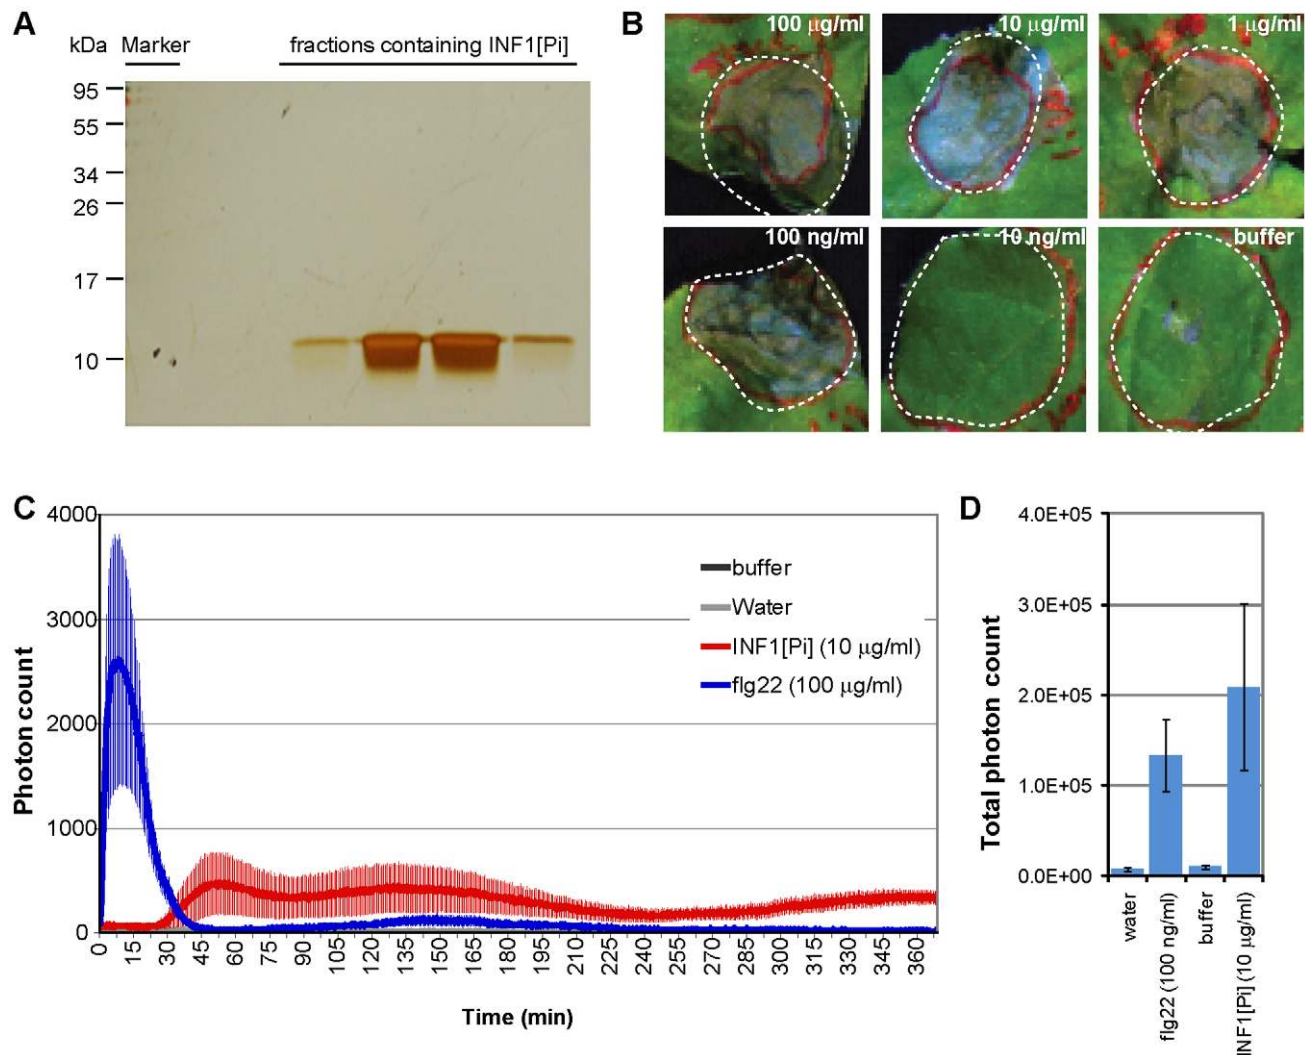 A
kDa Marker fractions containing INF1[Pi]
95
55
34
26
17
10
B
100 μg/ml
10 μg/ml
1 μg/ml
100 ng/ml
10 ng/ml
buffer
C
Photon count
4000
3000
2000
1000
0
buffer
Water
INF1[Pi] (10 μg/ml)
flg22 (100 μg/ml)
0 15 30 45 60 75 90 105 120 135 150 165 180 195 210 225 240 255 270 285 300 315 330 345 360
Time (min)
D
Total photon count
4.0E+05
3.0E+05
2.0E+05
1.0E+05
0.0E+00
water
flg22 (100 ng/ml)
buffer
INF1[Pi] (10 μg/ml)